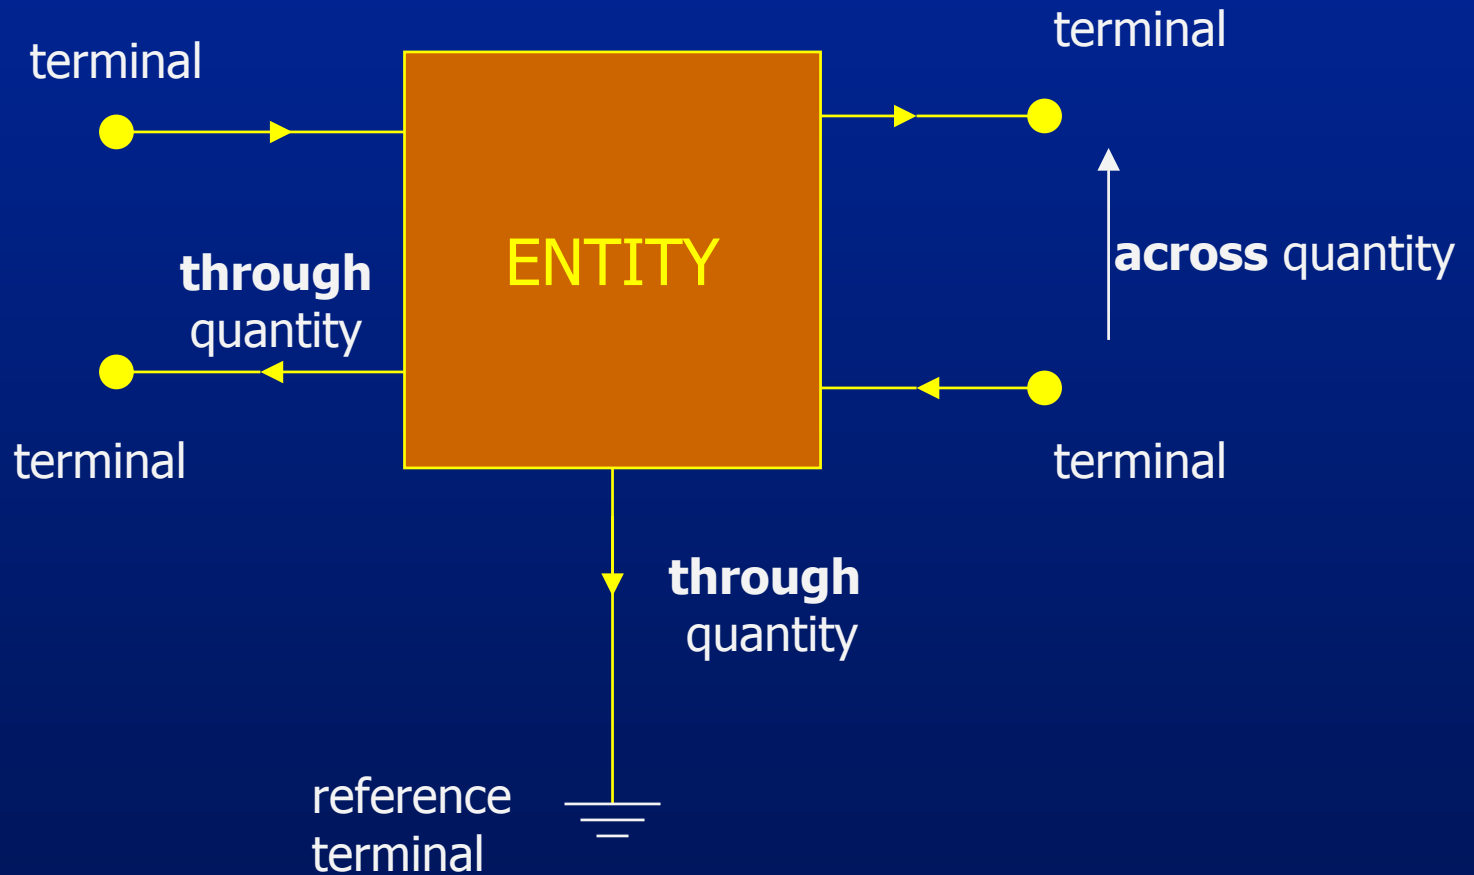 terminal
terminal
ENTITY
through
quantity
across quantity
terminal
terminal
through
quantity
reference
terminal